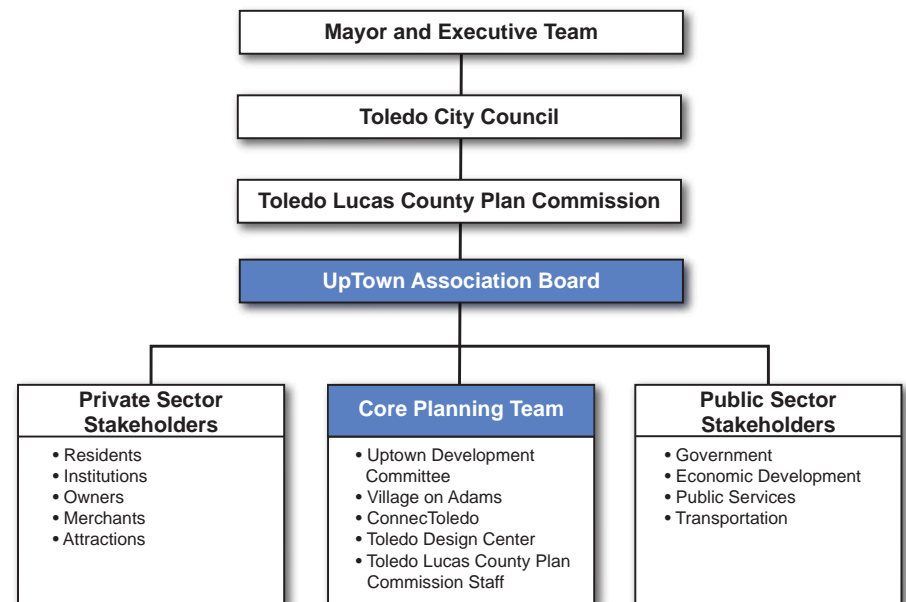 Mayor and Executive Team
Toledo City Council
Toledo Lucas County Plan Commission
UpTown Association Board
Private Sector
Stakeholders
• Residents
• Institutions
• Owners
• Merchants
• Attractions
Core Planning Team
• Uptown Development
Committee
• Village on Adams
• ConnecToledo
• Toledo Design Center
• Toledo Lucas County Plan
Commission Staff
Public Sector
Stakeholders
• Government
• Economic Development
• Public Services
• Transportation